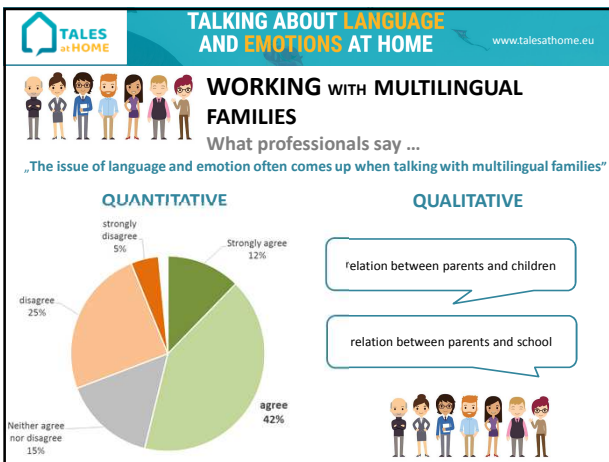 TALES
at HOME
TALKING ABOUT LANGUAGE
AND EMOTIONS AT HOME
www.talesathome.eu
WORKING WITH MULTILINGUAL
FAMILIES
What professionals say …
„The issue of language and emotion often comes up when talking with multilingual families”
QUANTITATIVE
strongly
disagree
5%
Strongly agree
12%
disagree
25%
agree
42%
Neither agree
nor disagree
15%
QUALITATIVE
relation between parents and children
relation between parents and school